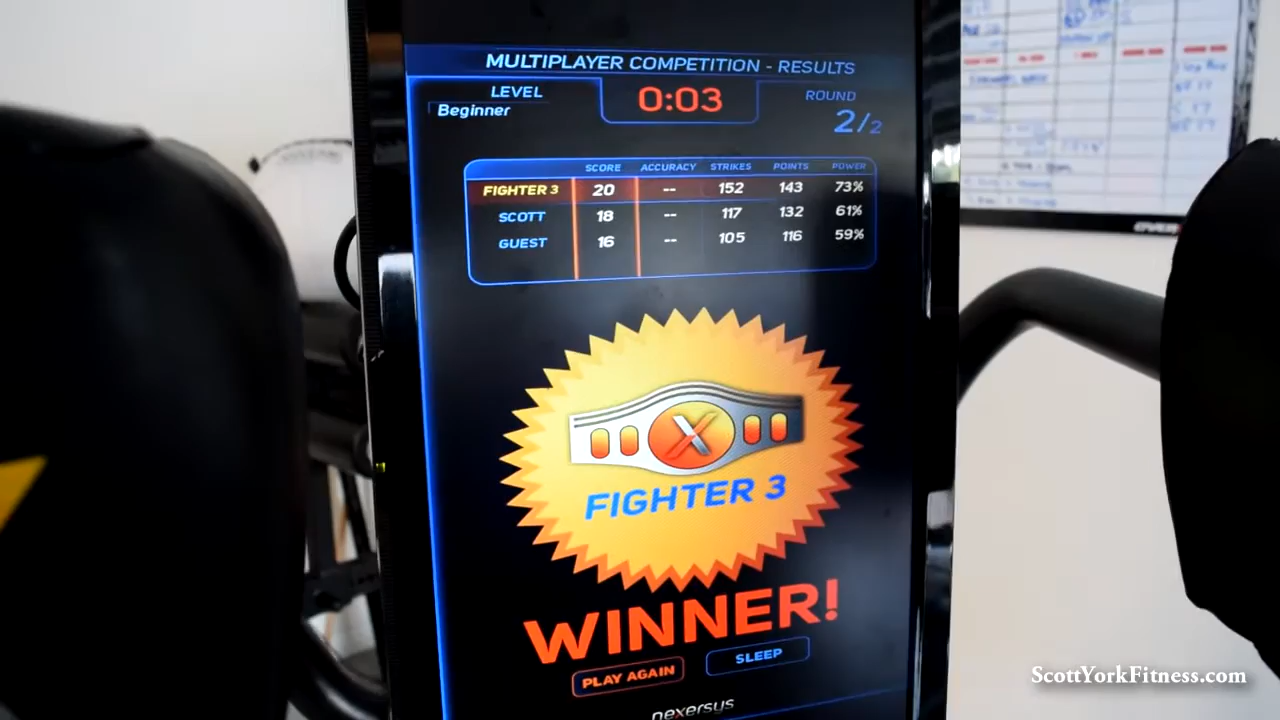 MULTIPLAYER COMPETITION - RESULTS
LEVEL
Beginner
0:03
ROUND
2/2
SCORE ACCURACY STRIKES POINTS POWER
FIGHTER 3 20 -- 152 143 73%
SCOTT 18 -- 117 132 61%
GUEST 16 -- 105 116 59%
X
FIGHTER 3
WINNER!
PLAY AGAIN
SLEEP
nexersys
ScottYorkFitness.com